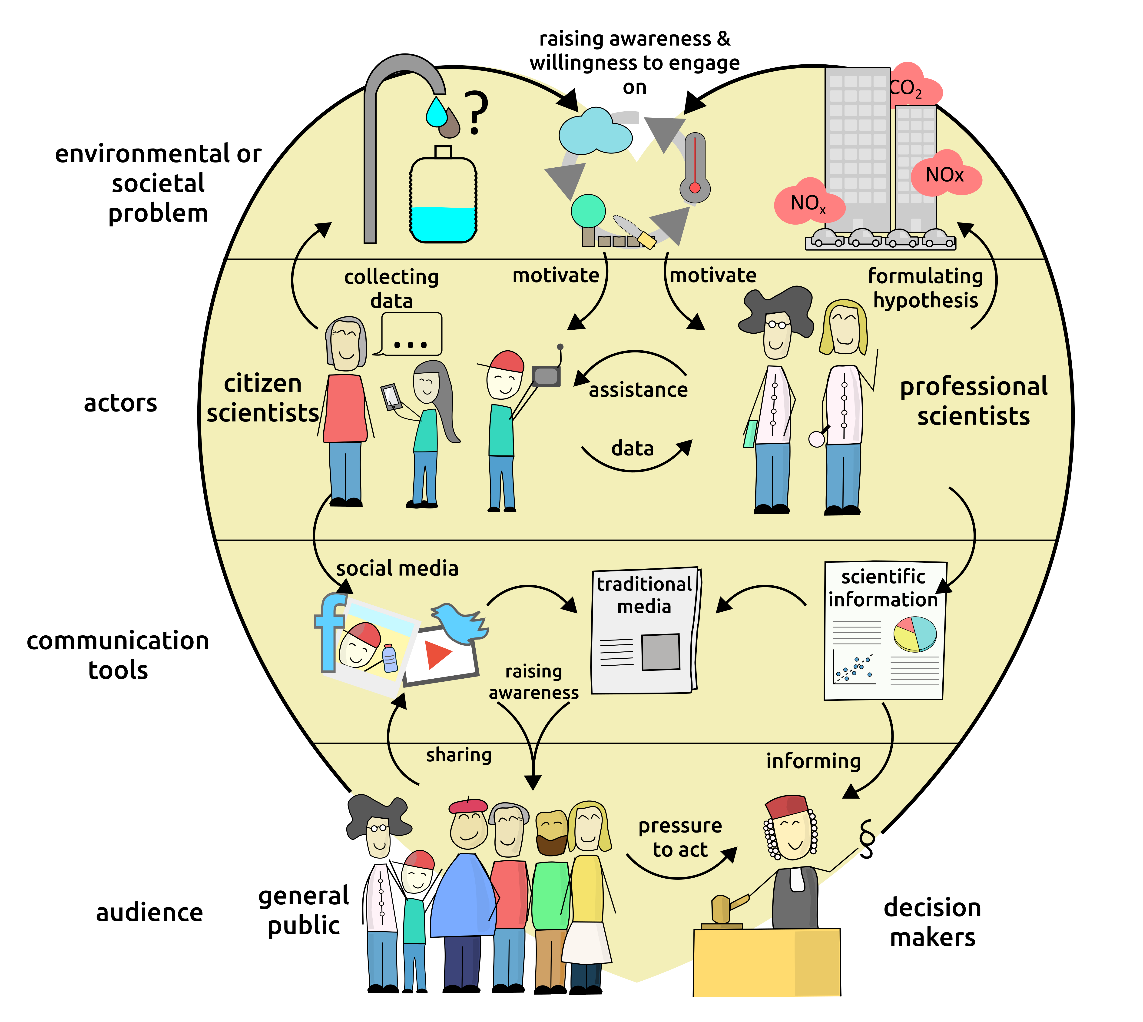 raising awareness &
willingness to engage
on
?
CO2
NOx
NOx
environmental or
societal
problem
collecting
data
motivate
motivate
formulating
hypothesis
...
citizen
scientists
actors
assistance
data
professional
scientists
social media
traditional
media
scientific
information
f
communication
tools
raising
awareness
sharing
informing
pressure
to act
§
audience
general
public
decision
makers